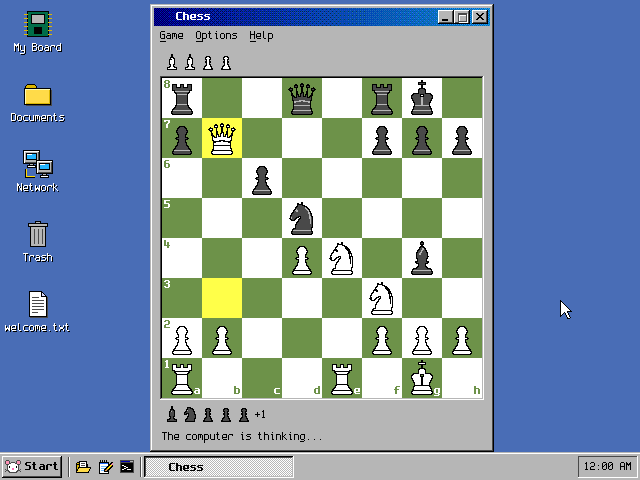 Chess
My Board
Game Options Help
8
Documents
7
6
Network
5
4
Trash
3
2
welcome.txt
1
a b c d e f g h
+1
The computer is thinking...
Start
Chess
12:00 AM